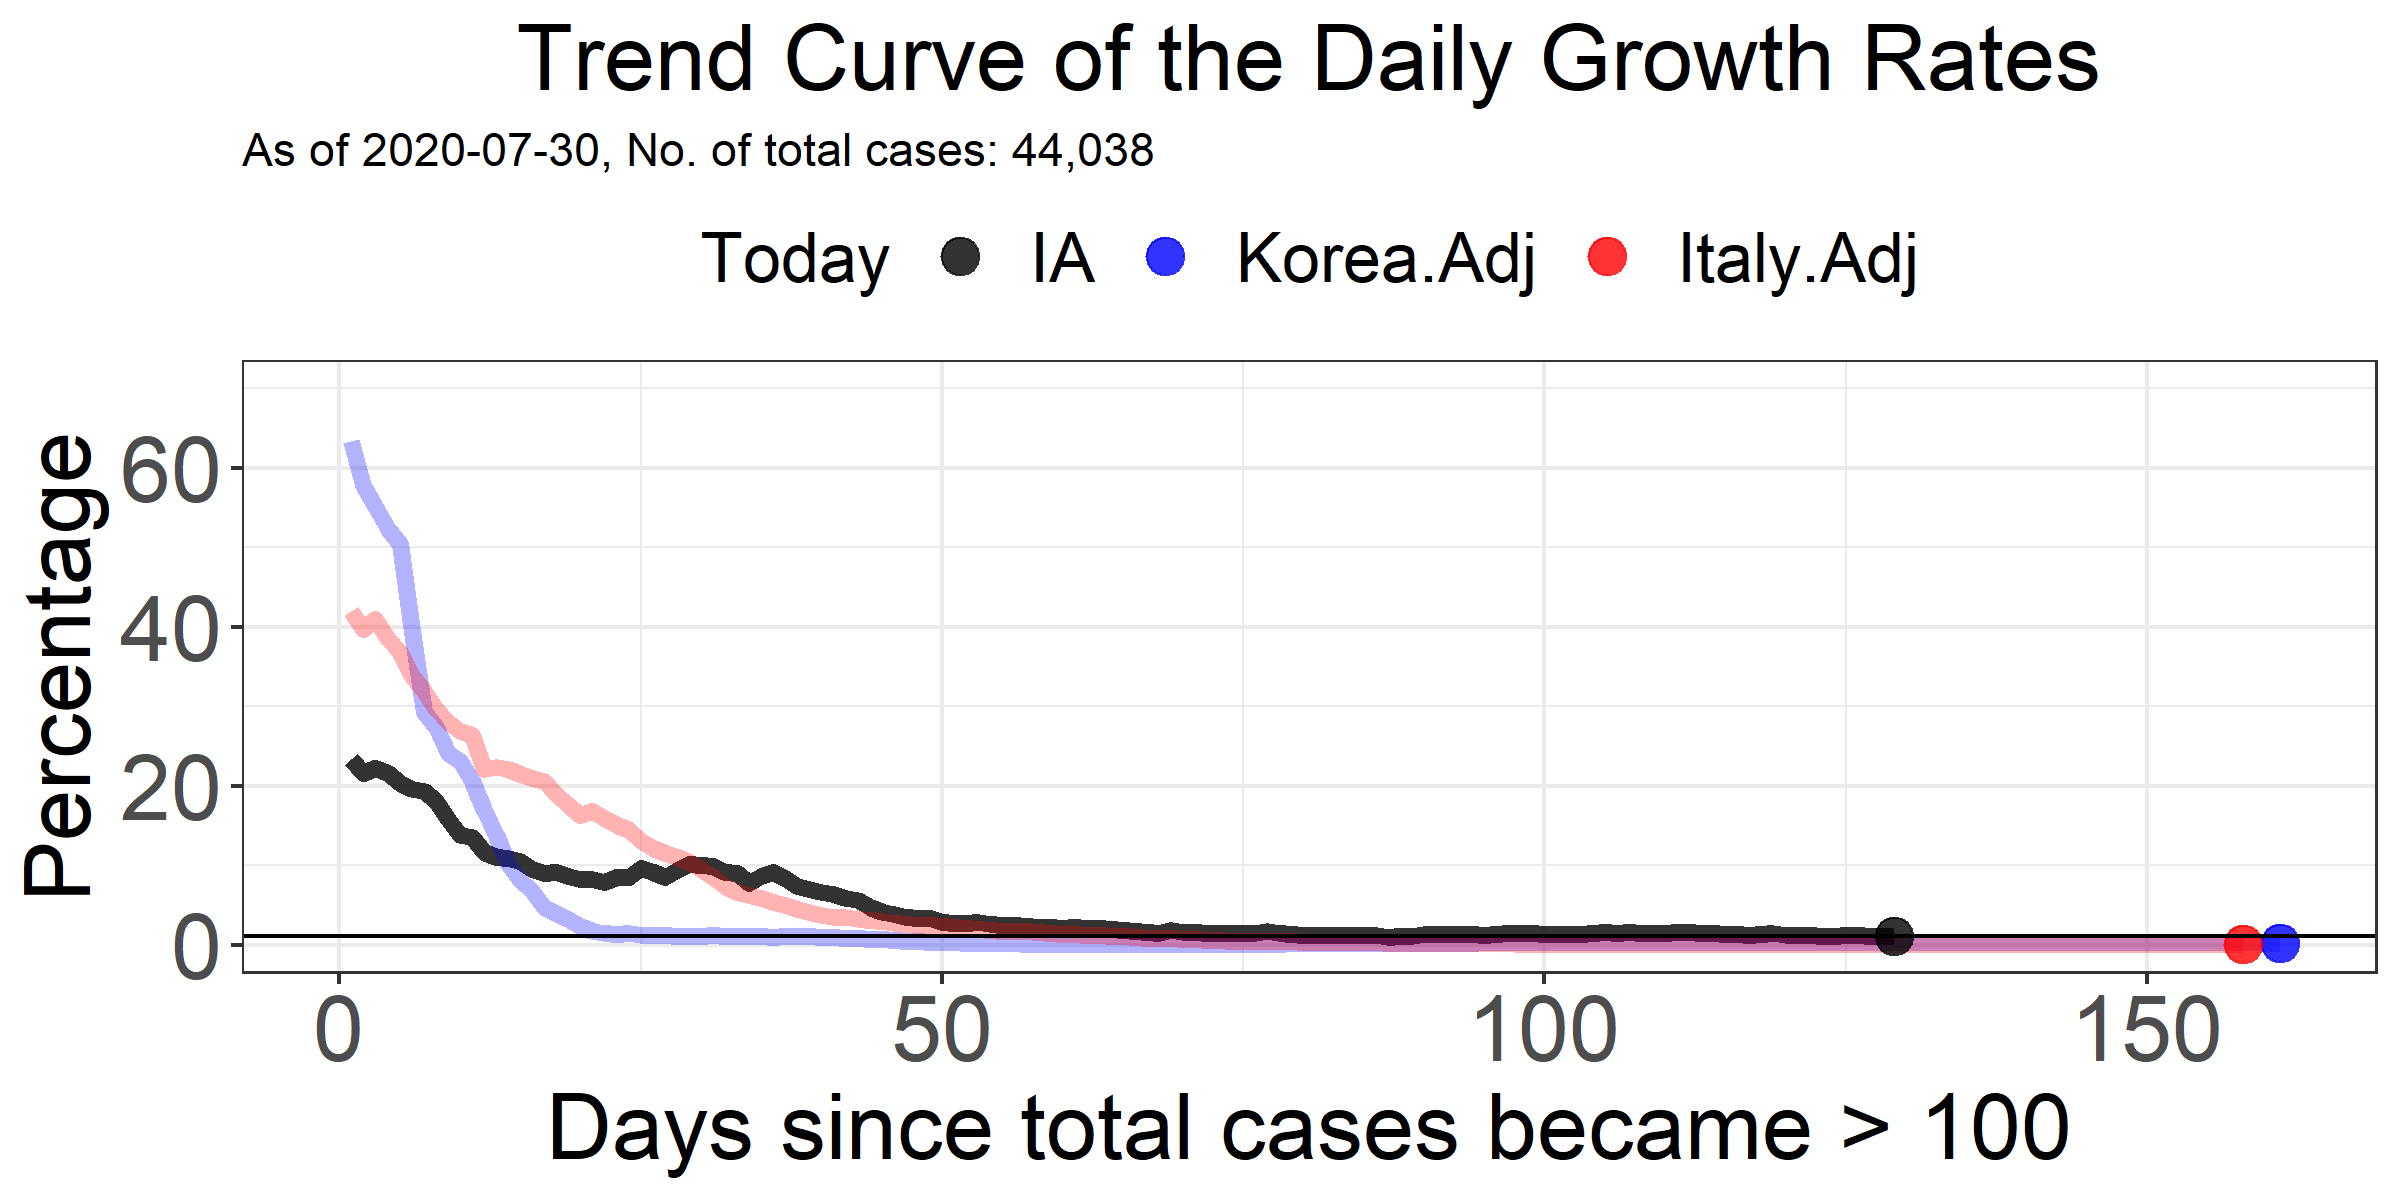 Trend Curve of the Daily Growth Rates
As of 2020-07-30, No. of total cases: 44,038
Today IA Korea.Adj Italy.Adj
Percentage
60
40
20
0
0 50 100 150
Days since total cases became > 100